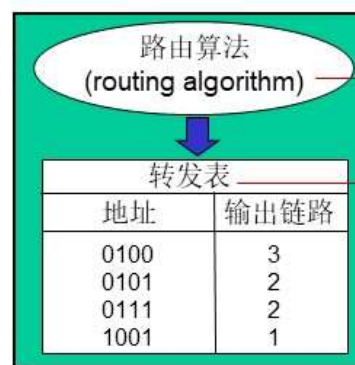 路由算法
(routing algorithm)
转发表
地址 输出链路
0100 3
0101 2
0111 2
1001 1